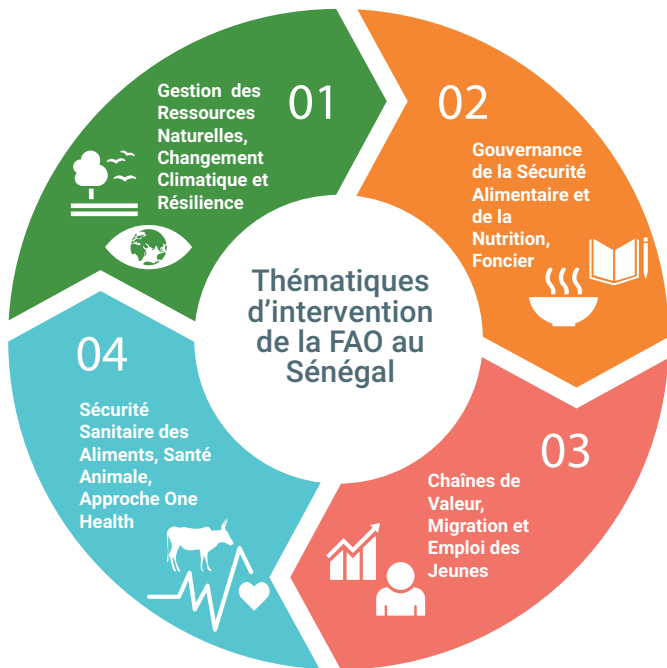 Thématiques
d'intervention
de la FAO au
Sénégal
01
Gestion des
Ressources
Naturelles,
Changement
Climatique et
Résilience
02
Gouvernance
de la Sécurité
Alimentaire et
de la
Nutrition,
Foncier
03
Chaînes de
Valeur,
Migration et
Emploi des
Jeunes
04
Sécurité
Sanitaire des
Aliments, Santé
Animale,
Approche One
Health